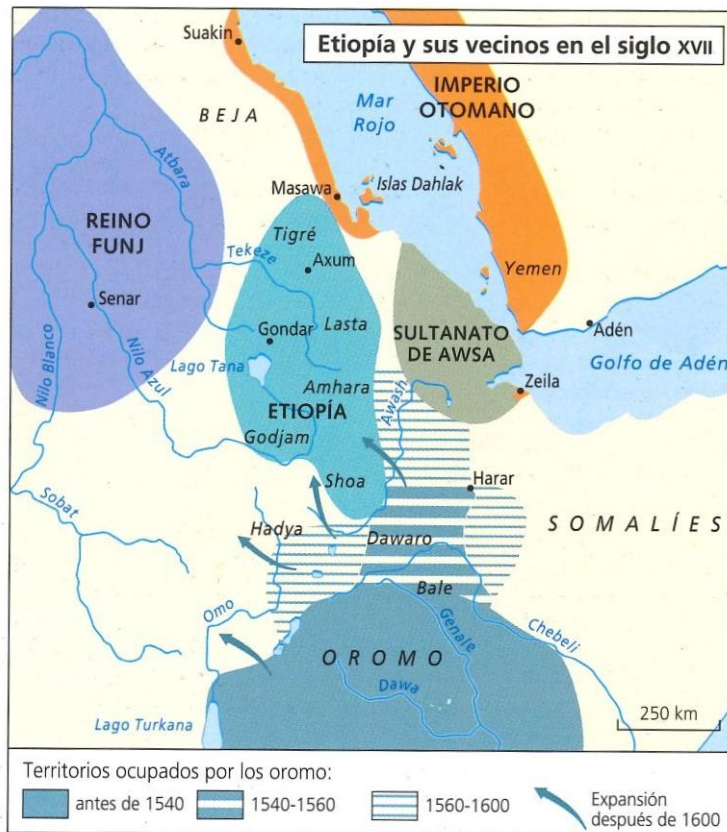 Etiopía y sus vecinos en el siglo XVII
Suakin
IMPERIO
OTOMANO
Mar
Rojo
BEJA
Atbara
Islas Dahlak
Masawa
REINO
FUNJ
Tigré
Axum
Tekeze
Yemen
Senar
Lasta
Gondar
SULTANATO
DE AWSA
Adén
Golfo de Adén
Nilo Blanco
Nilo Azul
Lago Tana
Amhara
Awash
Zeila
ETIOPÍA
Godjam
Shoa
Harar
Sobat
SOMALÍES
Hadya
Dawaro
Bale
Omo
Genale
Chebeli
OROMO
Dawa
Lago Turkana
250 km
Territorios ocupados por los oromo:
antes de 1540
1540-1560
1560-1600
Expansión
después de 1600